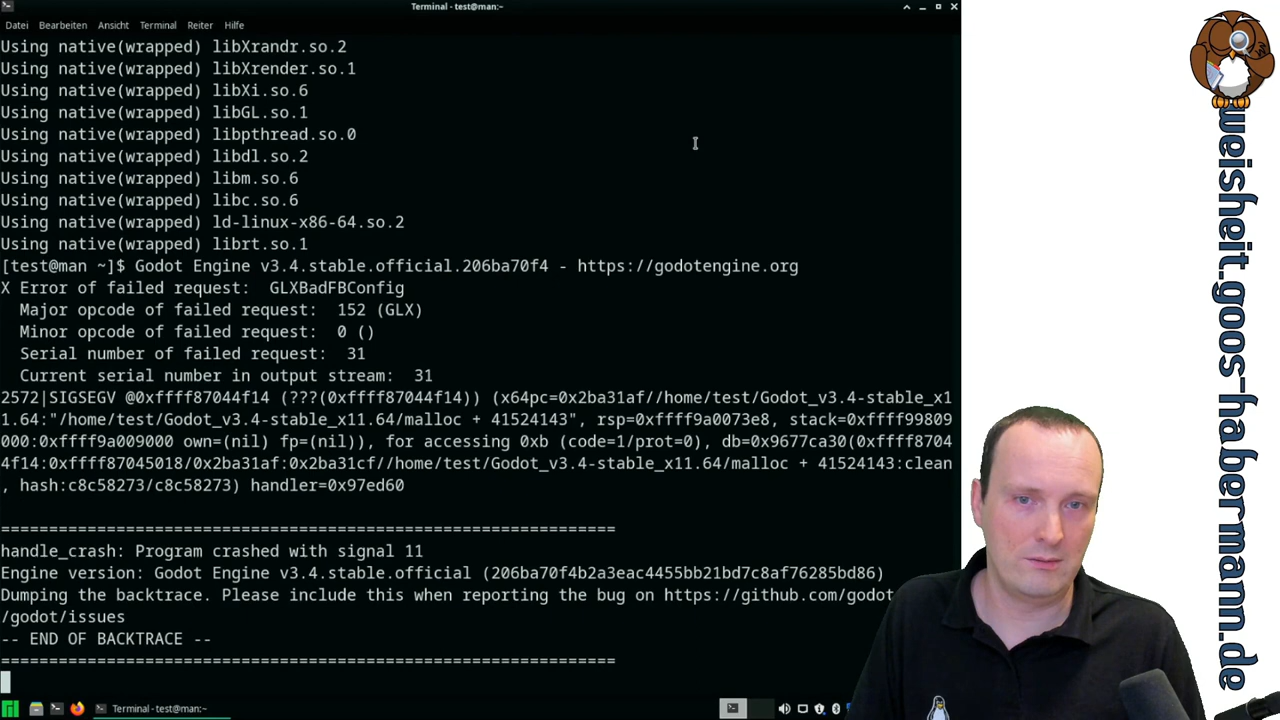 Terminal - test@man:~
Datei Bearbeiten Ansicht Terminal Reiter Hilfe
Using native(wrapped) libXrandr.so.2
Using native(wrapped) libXrender.so.1
Using native(wrapped) libXi.so.6
Using native(wrapped) libGL.so.1
Using native(wrapped) libpthread.so.0
Using native(wrapped) libdl.so.2
Using native(wrapped) libm.so.6
Using native(wrapped) libc.so.6
Using native(wrapped) ld-linux-x86-64.so.2
Using native(wrapped) librt.so.1
[test@man ~]$ Godot Engine v3.4.stable.official.206ba70f4 - https://godotengine.org
X Error of failed request:  GLXBadFBConfig
  Major opcode of failed request:  152 (GLX)
  Minor opcode of failed request:  0 ()
  Serial number of failed request:  31
  Current serial number in output stream:  31
2572|SIGSEGV @0xffff87044f14 (???(0xffff87044f14)) (x64pc=0x2ba31af//home/test/Godot_v3.4-stable_x1
1.64:"/home/test/Godot_v3.4-stable_x11.64/malloc + 41524143", rsp=0xffff9a0073e8, stack=0xffff99809
000:0xffff9a009000 own=(nil) fp=(nil)), for accessing 0xb (code=1/prot=0), db=0x9677ca30(0xffff8704
4f14:0xffff87045018/0x2ba31af:0x2ba31cf//home/test/Godot_v3.4-stable_x11.64/malloc + 41524143:clean
, hash:c8c58273/c8c58273) handler=0x97ed60
================================================================
handle_crash: Program crashed with signal 11
Engine version: Godot Engine v3.4.stable.official
Dumping the backtrace. Please include this when reporting the bug on https://github.com/godot
/godot/issues
-- END OF BACKTRACE --
================================================================
Terminal - test@man:~
weisheit.goos-habermann.de